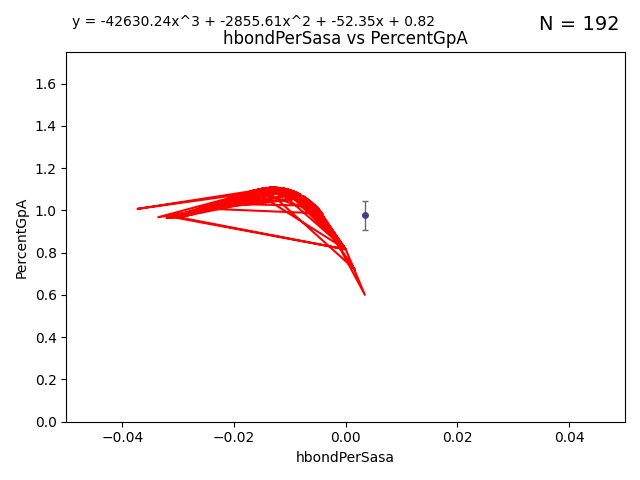 y = -42630.24x^3 + -2855.61x^2 + -52.35x + 0.82
N = 192
hbondPerSasa vs PercentGpA
1.6
1.4
1.2
1.0
0.8
0.6
0.4
0.2
0.0
PercentGpA
−0.04 −0.02 0.00 0.02 0.04
hbondPerSasa